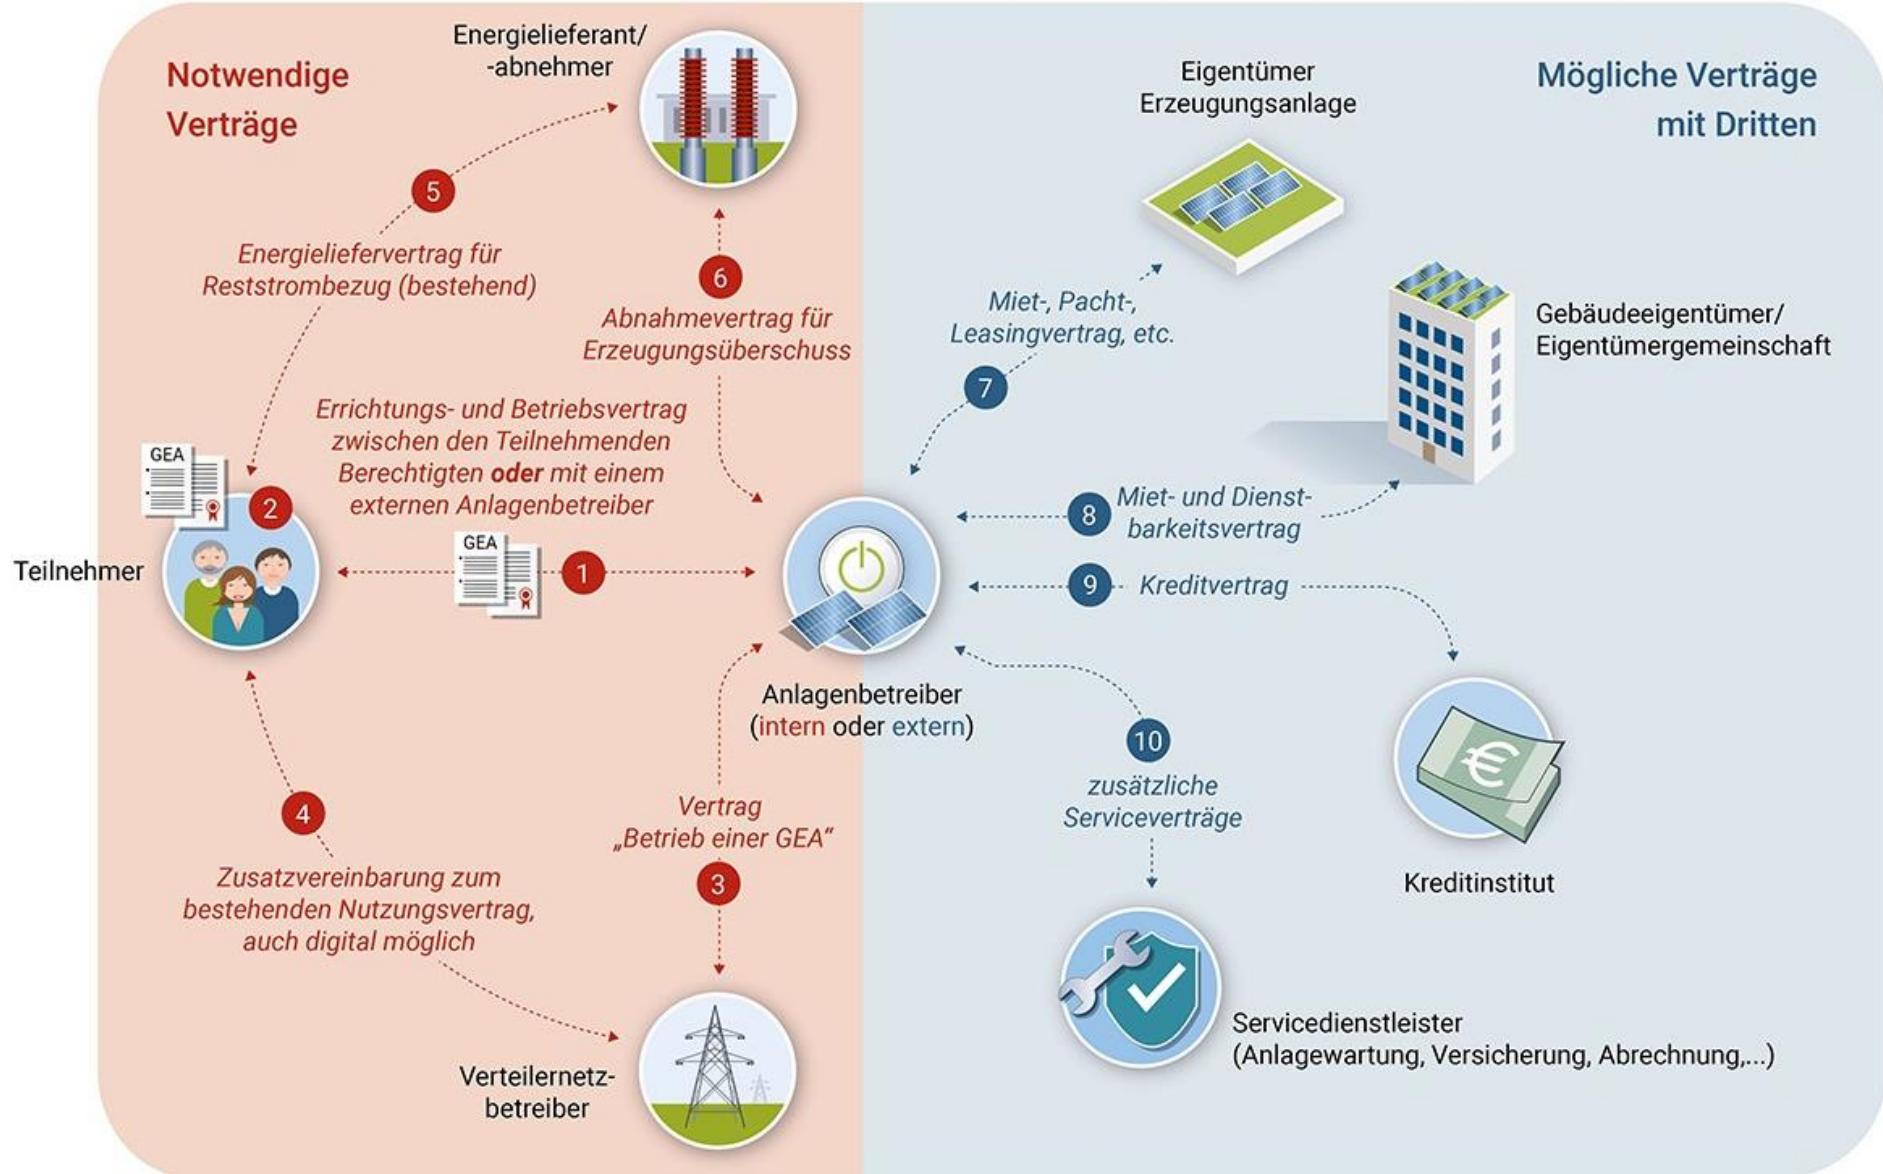 Notwendige
Verträge
Mögliche Verträge
mit Dritten
Energielieferant/
-abnehmer
5
Energieliefervertrag für
Reststrombezug (bestehend)
6
Abnahmevertrag für
Erzeugungsüberschuss
Errichtungs- und Betriebsvertrag
zwischen den Teilnehmenden
Berechtigten oder mit einem
externen Anlagenbetreiber
GEA
2
Teilnehmer
GEA
1
Anlagenbetreiber
(intern oder extern)
4
Zusatzvereinbarung zum
bestehenden Nutzungsvertrag,
auch digital möglich
Vertrag
„Betrieb einer GEA“
3
Verteilernetz-
betreiber
Eigentümer
Erzeugungsanlage
Miet-, Pacht-,
Leasingvertrag, etc.
7
Gebäudeeigentümer/
Eigentümergemeinschaft
8
Miet- und Dienst-
barkeitsvertrag
9
Kreditvertrag
€
Kreditinstitut
10
zusätzliche
Serviceverträge
Servicedienstleister
(Anlagewartung, Versicherung, Abrechnung,...)